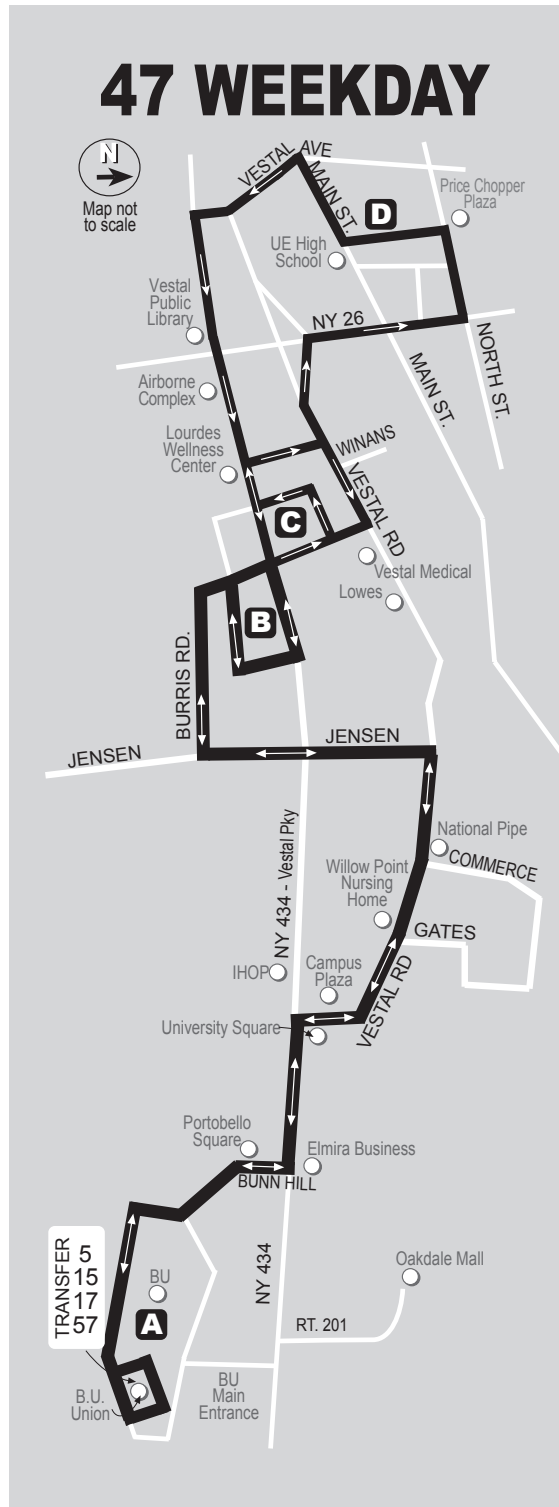 47 WEEKDAY
N
Map not
to scale
VESTAL AVE
MAIN ST.
D
Price Chopper
Plaza
UE High
School
Vestal
Public
Library
NY 26
NORTH ST.
MAIN ST.
Airborne
Complex
Lourdes
Wellness
Center
WINANS
VESTAL RD
C
Vestal Medical
Lowes
B
BURRIS RD.
JENSEN
JENSEN
NY 434 - Vestal Pky
National Pipe
COMMERCE
Willow Point
Nursing
Home
GATES
IHOP
Campus
Plaza
VESTAL RD
University Square
Portobello
Square
Elmira Business
BUNN HILL
TRANSFER
5
15
17
57
BU
A
NY 434
Oakdale Mall
RT. 201
B.U.
Union
BU
Main
Entrance